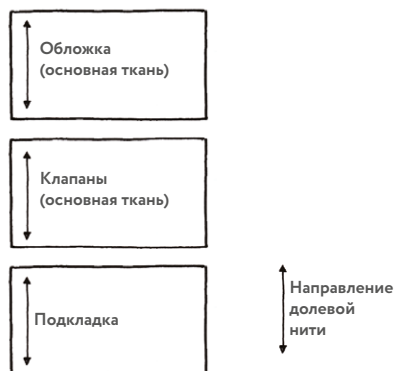 Обложка
(основная ткань)
Клапаны
(основная ткань)
Подкладка
Направление
долевой
нити